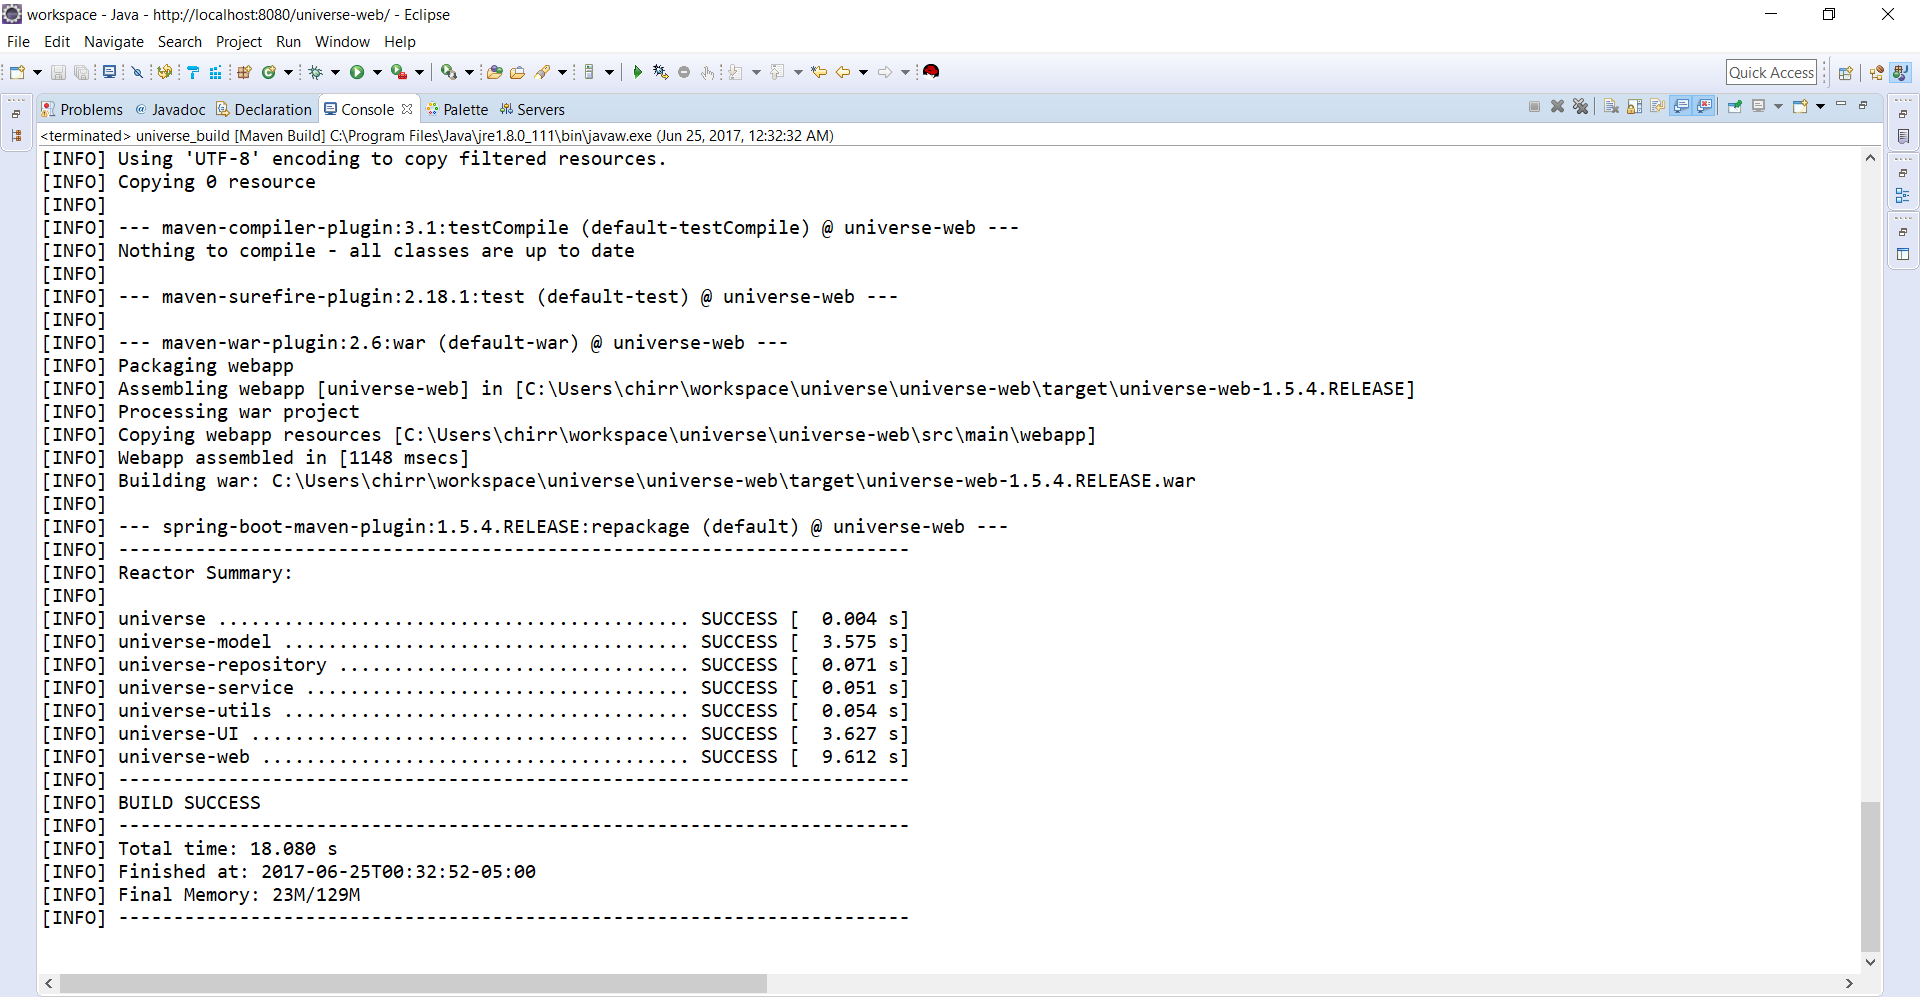 workspace - Java - http://localhost:8080/universe-web/ - Eclipse
File Edit Navigate Search Project Run Window Help
Quick Access
Problems @ Javadoc Declaration Console Palette Servers
<terminated> universe_build [Maven Build] C:\Program Files\Java\jre1.8.0_111\bin\javaw.exe (Jun 25, 2017, 12:32:32 AM)
[INFO] Using 'UTF-8' encoding to copy filtered resources.
[INFO] Copying 0 resource
[INFO]
[INFO] --- maven-compiler-plugin:3.1:testCompile (default-testCompile) @ universe-web ---
[INFO] Nothing to compile - all classes are up to date
[INFO]
[INFO] --- maven-surefire-plugin:2.18.1:test (default-test) @ universe-web ---
[INFO]
[INFO] --- maven-war-plugin:2.6:war (default-war) @ universe-web ---
[INFO] Packaging webapp
[INFO] Assembling webapp [universe-web] in [C:\Users\chirr\workspace\universe\universe-web\target\universe-web-1.5.4.RELEASE]
[INFO] Processing war project
[INFO] Copying webapp resources [C:\Users\chirr\workspace\universe\universe-web\src\main\webapp]
[INFO] Webapp assembled in [1148 msecs]
[INFO] Building war: C:\Users\chirr\workspace\universe\universe-web\target\universe-web-1.5.4.RELEASE.war
[INFO]
[INFO] --- spring-boot-maven-plugin:1.5.4.RELEASE:repackage (default) @ universe-web ---
[INFO] ------------------------------------------------------------------------
[INFO] Reactor Summary:
[INFO]
[INFO] universe ........................................... SUCCESS [  0.004 s]
[INFO] universe-model ..................................... SUCCESS [  3.575 s]
[INFO] universe-repository ................................ SUCCESS [  0.071 s]
[INFO] universe-service ................................... SUCCESS [  0.051 s]
[INFO] universe-utils ..................................... SUCCESS [  0.054 s]
[INFO] universe-UI ........................................ SUCCESS [  3.627 s]
[INFO] universe-web ....................................... SUCCESS [  9.612 s]
[INFO] ------------------------------------------------------------------------
[INFO] BUILD SUCCESS
[INFO] ------------------------------------------------------------------------
[INFO] Total time: 18.080 s
[INFO] Finished at: 2017-06-25T00:32:52-05:00
[INFO] Final Memory: 23M/129M
[INFO] ------------------------------------------------------------------------